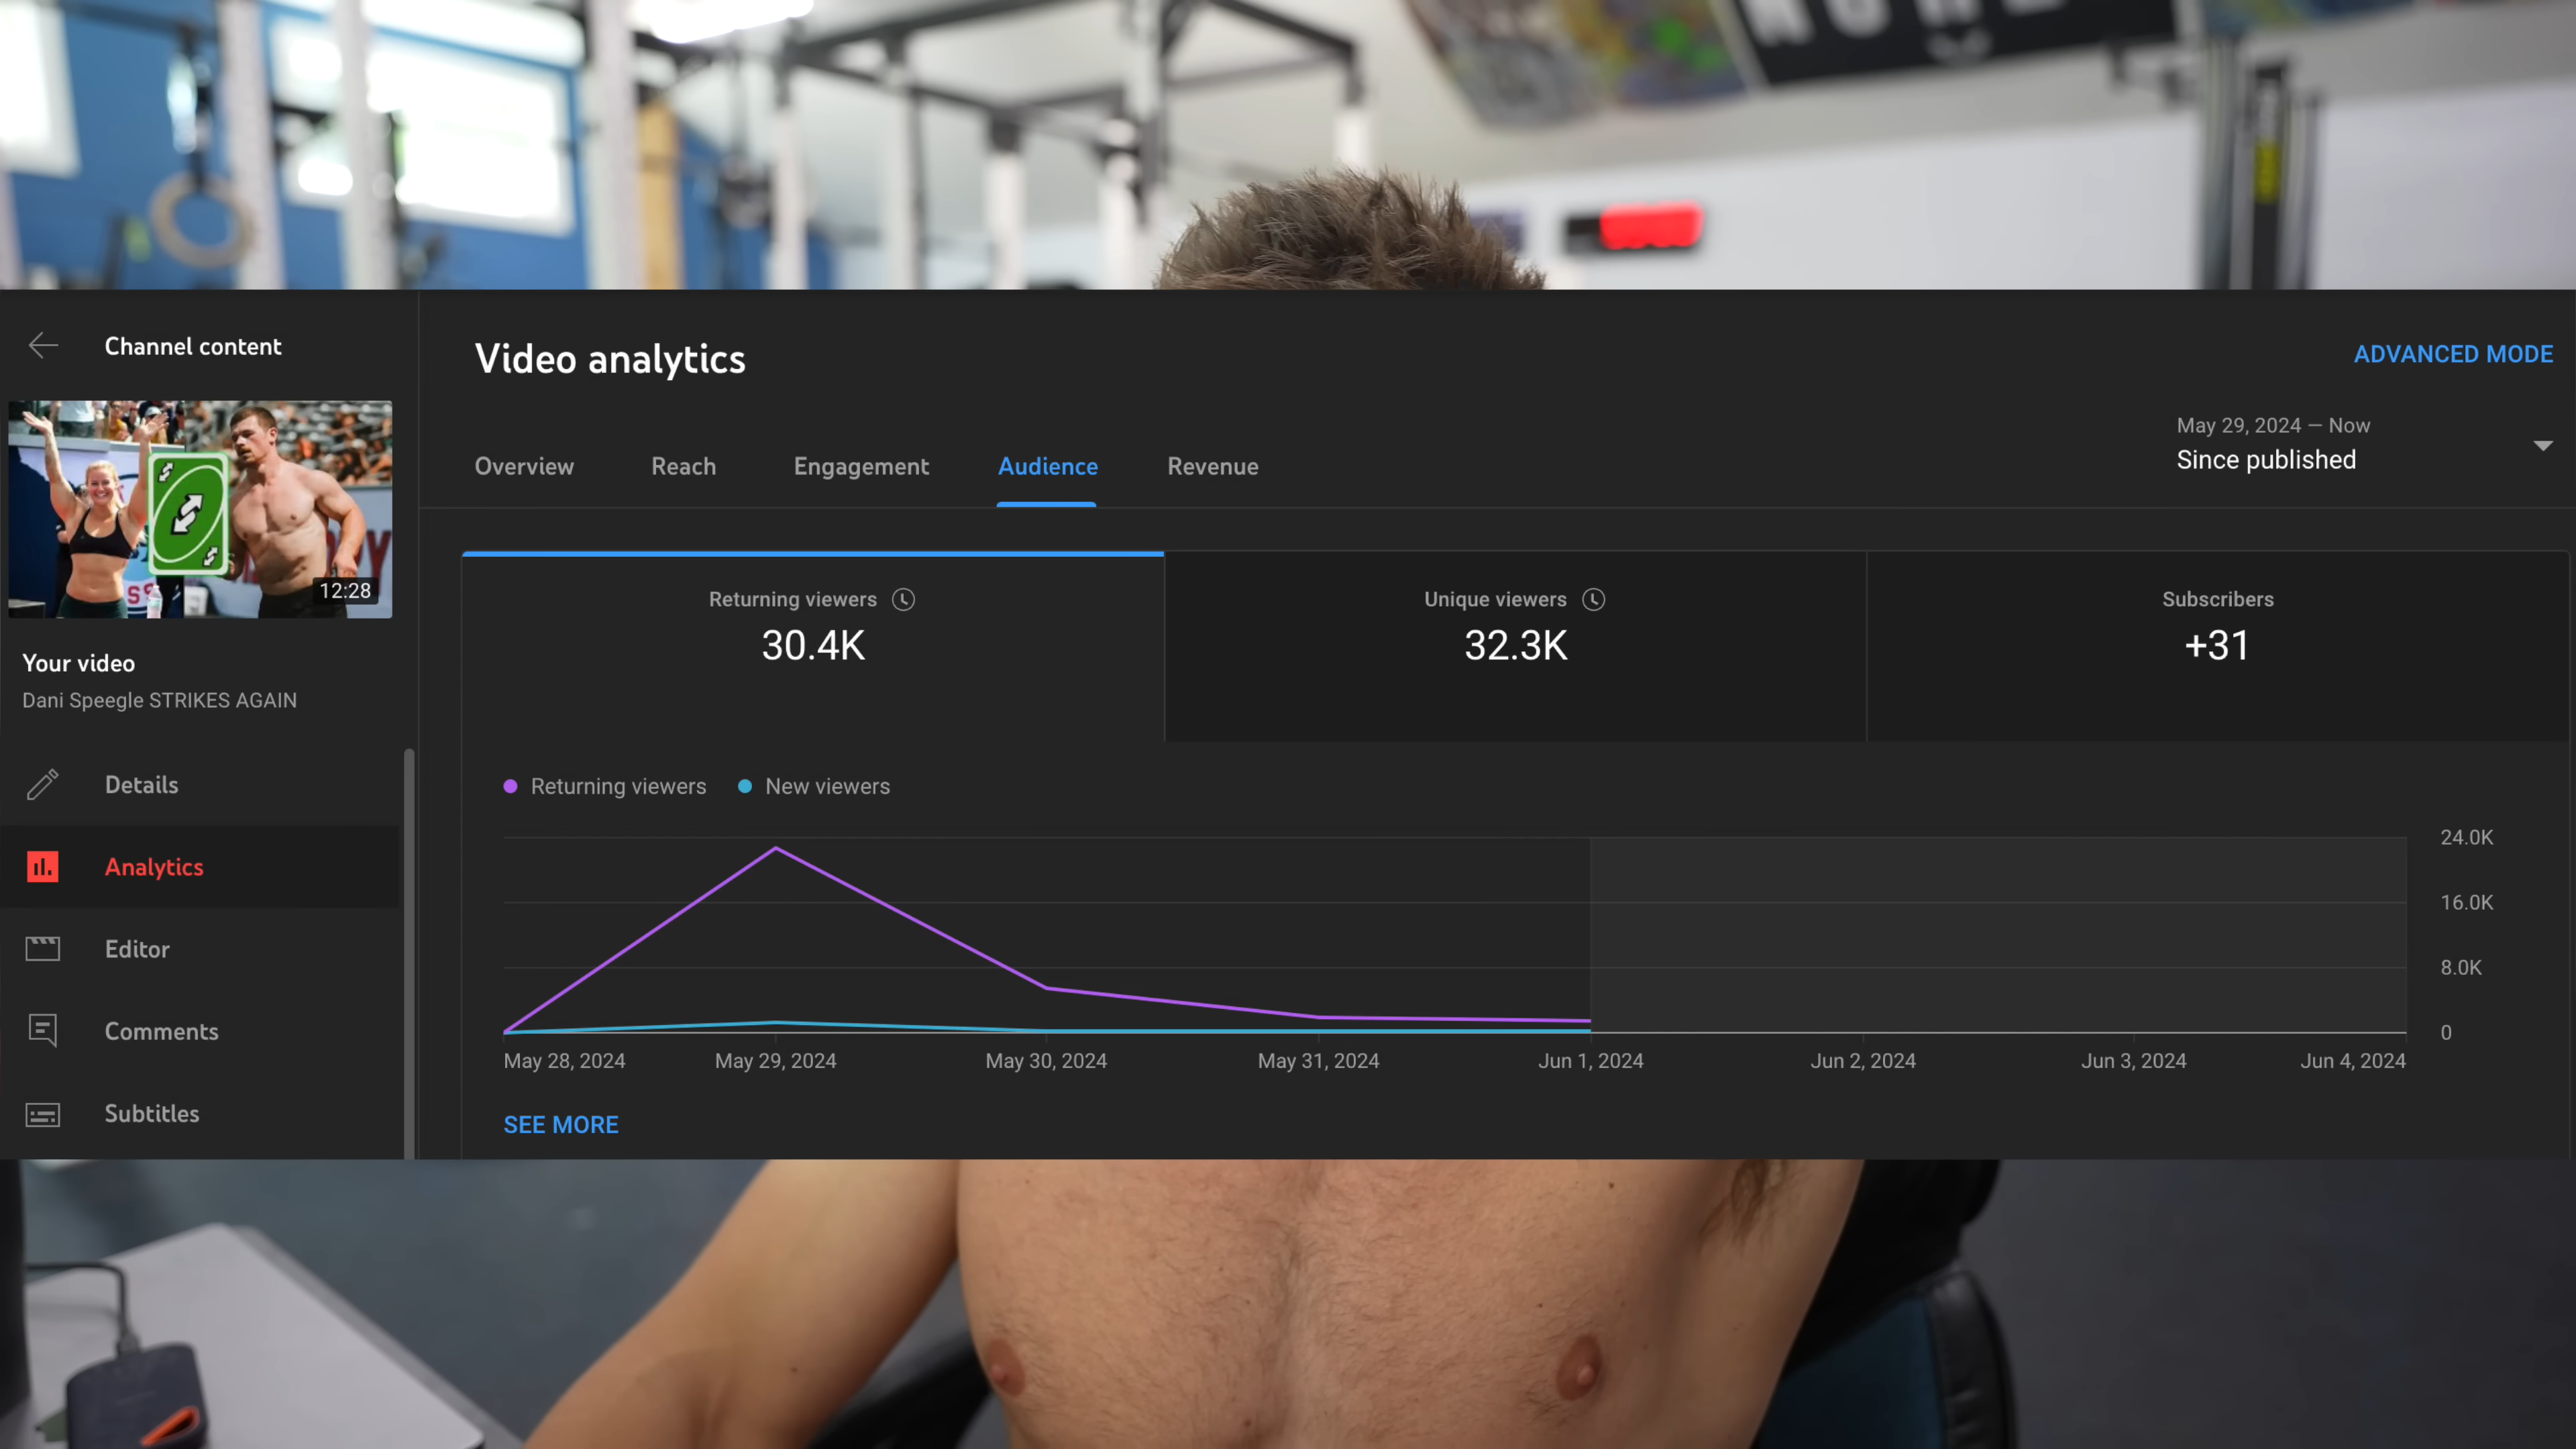 Channel content
Video analytics
ADVANCED MODE
May 29, 2024 – Now
Since published
Overview
Reach
Engagement
Audience
Revenue
12:28
Your video
Dani Speegle STRIKES AGAIN
Details
Analytics
Editor
Comments
Subtitles
Returning viewers
30.4K
Unique viewers
32.3K
Subscribers
+31
Returning viewers
New viewers
24.0K
16.0K
8.0K
0
May 28, 2024
May 29, 2024
May 30, 2024
May 31, 2024
Jun 1, 2024
Jun 2, 2024
Jun 3, 2024
Jun 4, 2024
SEE MORE